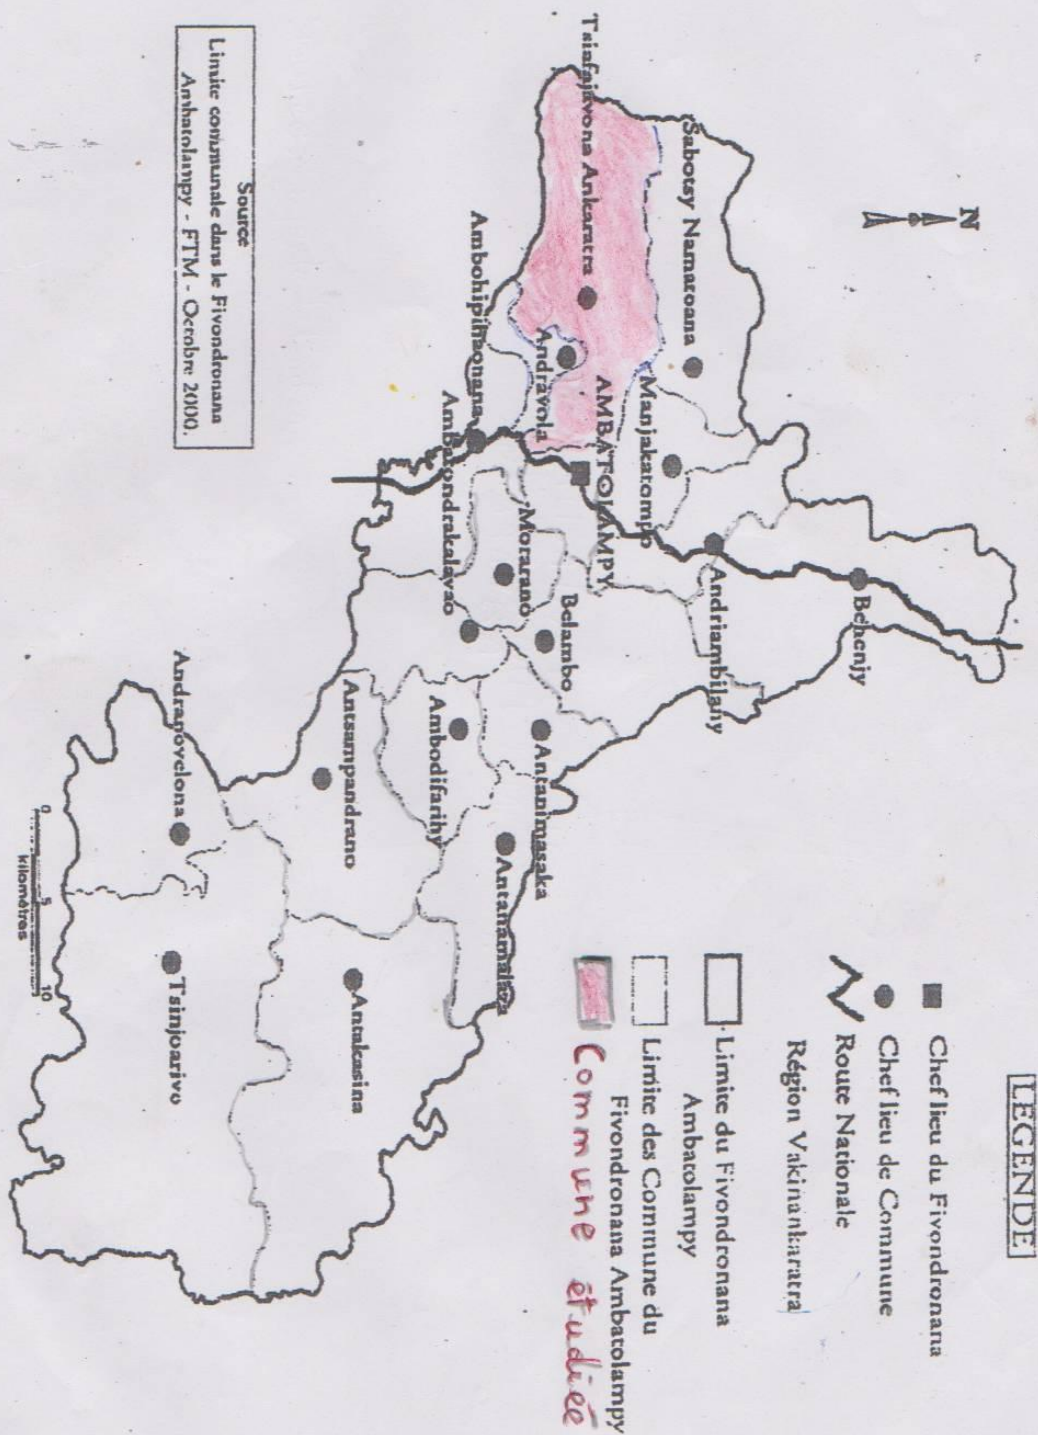 N
LEGENDE
Chef lieu du Fivondronana
Chef lieu de Commune
Route Nationale
Région Vakinankaratra
Limite du Fivondronana
Ambatolampy
Limite des Commune du
Fivondronana Ambatolampy
Commune étudiée
Behenjy
Andriambilany
Sabotsy Namatoana
Manjakatompo
Tsiafajavona Ankaratra
AMBATOLAMPY
Andravola
Belambo
Antanimasaka
Morarano
Antanamalaza
Ambohipihaonana
Ambatondrakalavao
Ambodifarihy
Antsampandrano
Antakasina
Andranovelona
Tsinjoarivo
Source
Limite communale dans le Fivondronana
Ambatolampy - FTM - Octobre 2000.
0 5 10
kilomètres